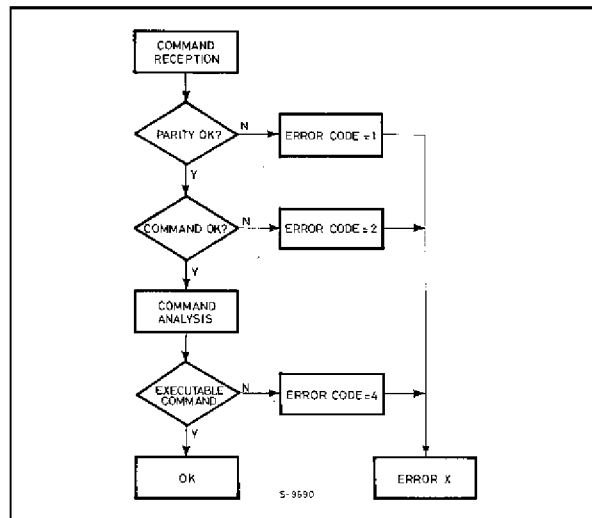 COMMAND
RECEPTION
PARITY OK?
N
ERROR CODE =1
Y
COMMAND OK?
N
ERROR CODE = 2
Y
COMMAND
ANALYSIS
EXECUTABLE
COMMAND
N
ERROR CODE=4
Y
OK
ERROR X
S-9690